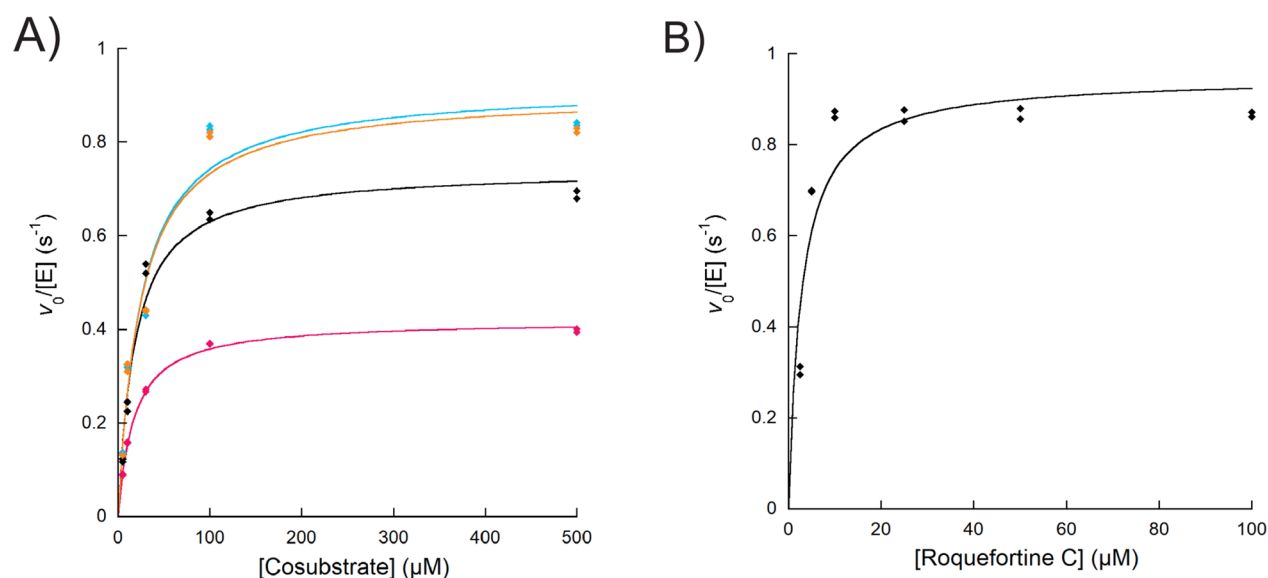 A)
1
0.8
0.6
0.4
0.2
0
v₀/[E] (s⁻¹)
0 100 200 300 400 500
[Cosubstrate] (μM)
B)
1
0.8
0.6
0.4
0.2
0
v₀/[E] (s⁻¹)
0 20 40 60 80 100
[Roquefortine C] (μM)